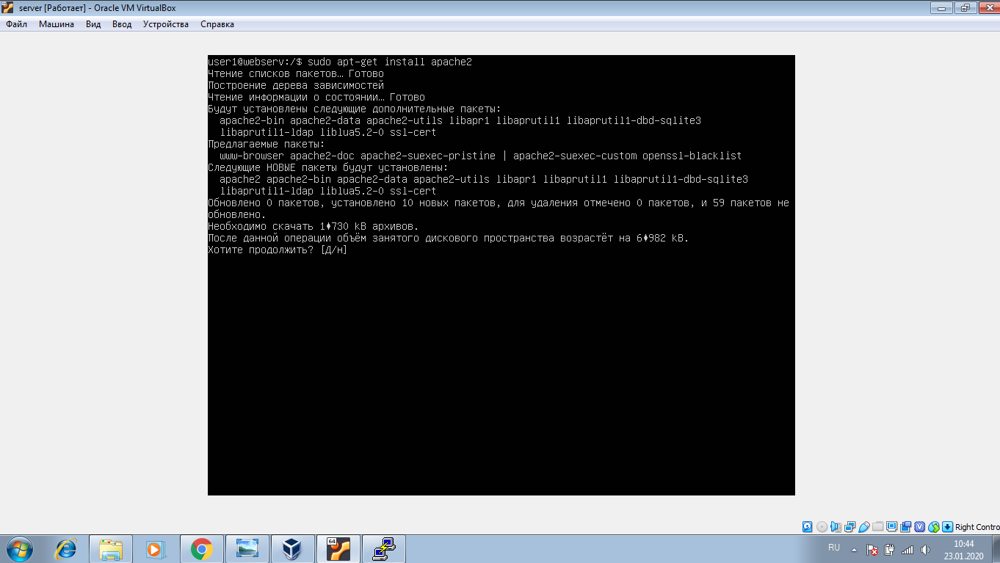 server [Работает] - Oracle VM VirtualBox
Файл Машина Вид Ввод Устройства Справка
user1@webserv:/$ sudo apt-get install apache2
Чтение списков пакетов… Готово
Построение дерева зависимостей
Чтение информации о состоянии… Готово
Будут установлены следующие дополнительные пакеты:
apache2-bin apache2-data apache2-utils libapr1 libaprutil1 libaprutil1-dbd-sqlite3
libaprutil1-ldap liblua5.2-0 ssl-cert
Предлагаемые пакеты:
www-browser apache2-doc apache2-suexec-pristine | apache2-suexec-custom openssl-blacklist
Следующие НОВЫЕ пакеты будут установлены:
apache2 apache2-bin apache2-data apache2-utils libapr1 libaprutil1 libaprutil1-dbd-sqlite3
libaprutil1-ldap liblua5.2-0 ssl-cert
Обновлено 0 пакетов, установлено 10 новых пакетов, для удаления отмечено 0 пакетов, и 59 пакетов не
обновлено.
Необходимо скачать 1♦730 kB архивов.
После данной операции объём занятого дискового пространства возрастёт на 6♦982 kB.
Хотите продолжить? [Д/н]
Right Contro
64
RU
10:44
23.01.2020